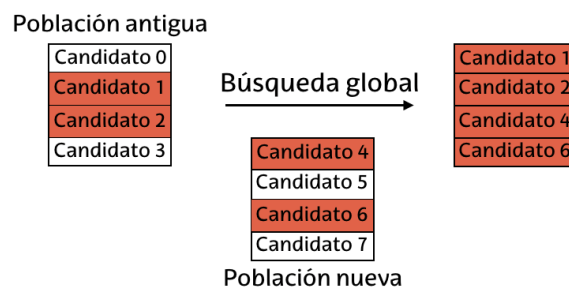 Población antigua
Candidato 0
Candidato 1
Candidato 2
Candidato 3
Búsqueda global
Candidato 4
Candidato 5
Candidato 6
Candidato 7
Población nueva
Candidato 1
Candidato 2
Candidato 4
Candidato 6